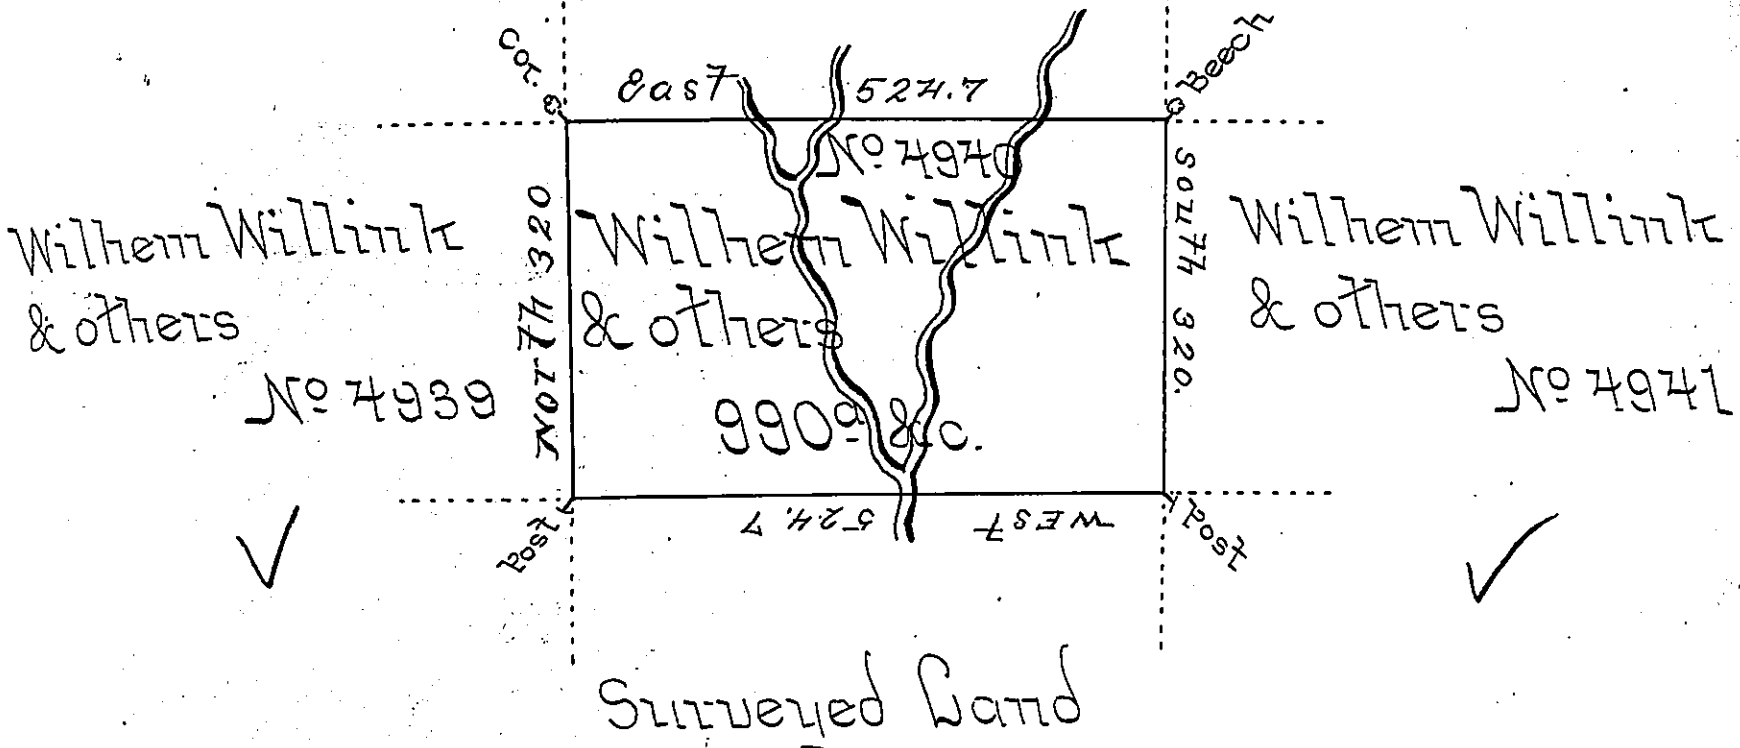 Cor.
East 524.7
Beech
No 4940
North 320
South 320.
Wilhem Willink
& others
No 4939
Wilhem Willink
& others
990a &c.
Wilhem Willink
& others
No 4941
West 524.7
Post
Post
Surveyed Land